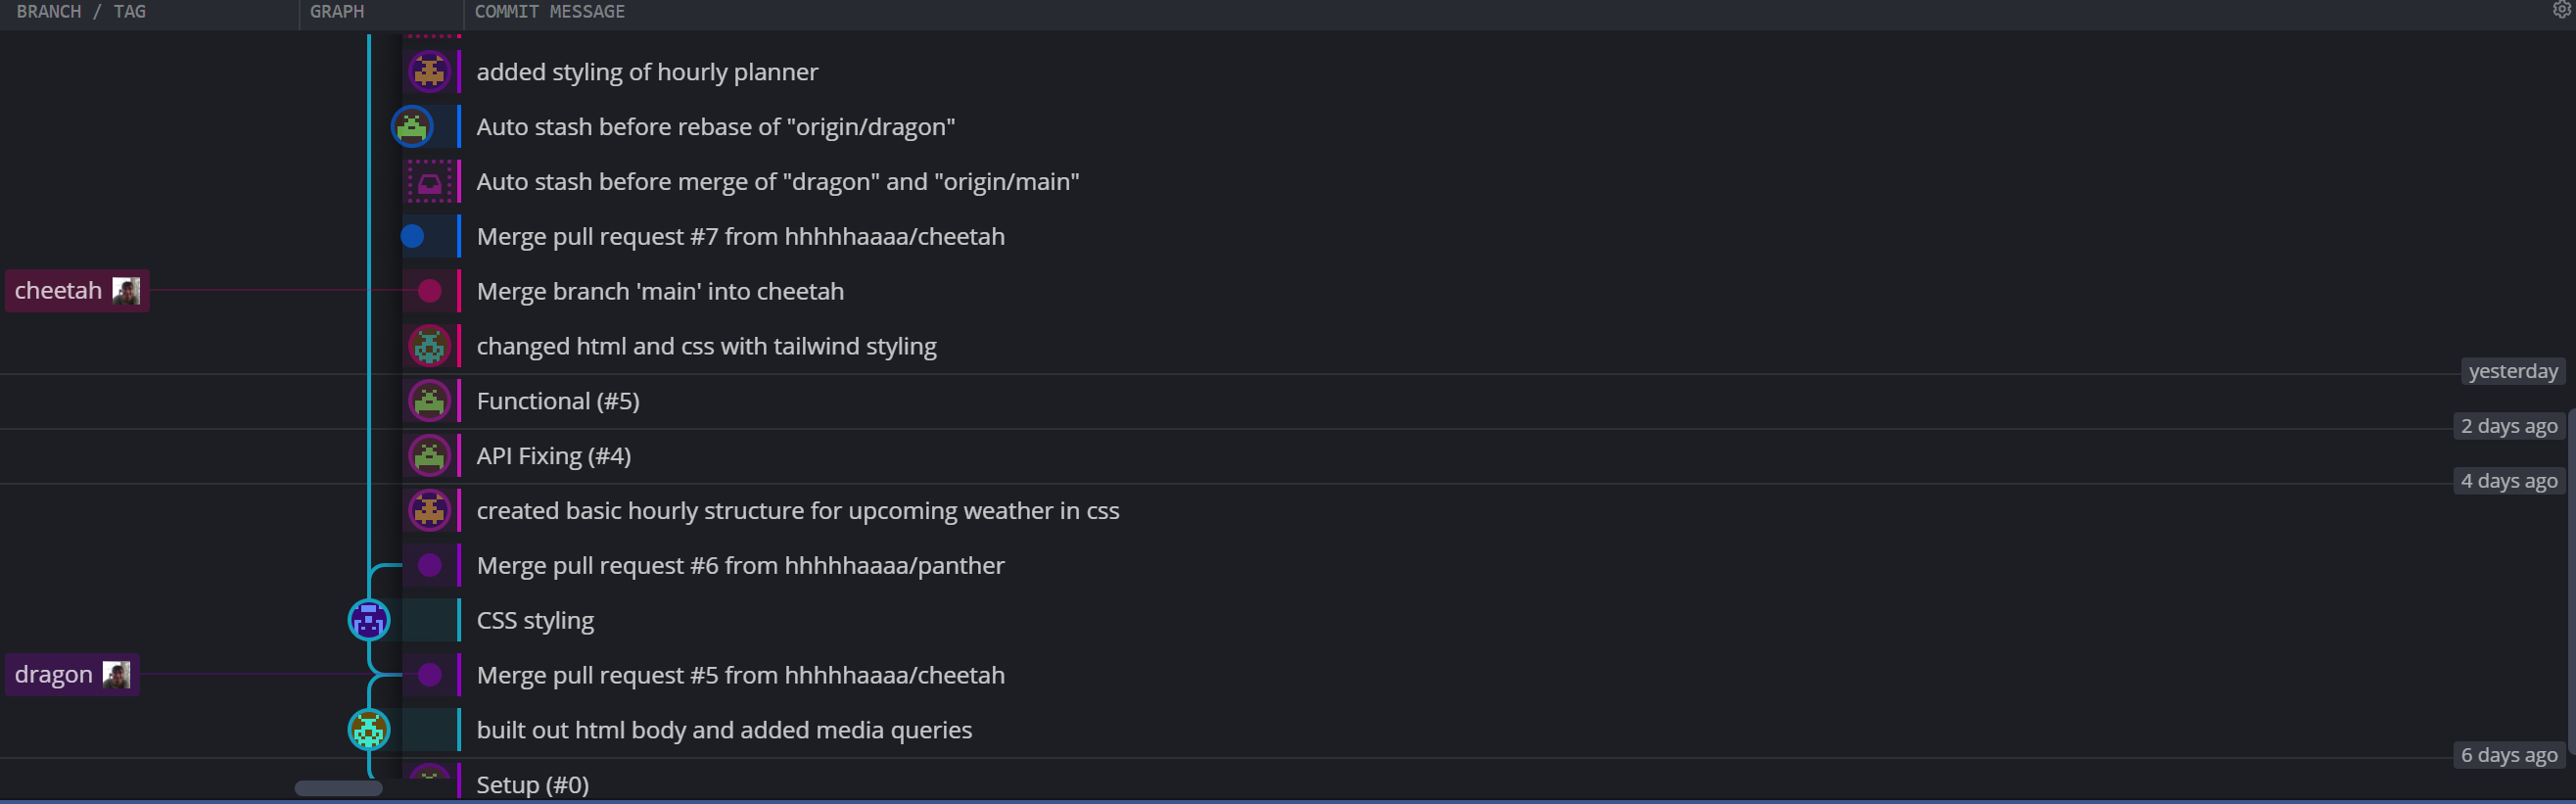 BRANCH / TAG GRAPH COMMIT MESSAGE
added styling of hourly planner
Auto stash before rebase of "origin/dragon"
Auto stash before merge of "dragon" and "origin/main"
Merge pull request #7 from hhhhhaaaa/cheetah
cheetah Merge branch 'main' into cheetah
changed html and css with tailwind styling
yesterday
Functional (#5)
2 days ago
API Fixing (#4)
4 days ago
created basic hourly structure for upcoming weather in css
Merge pull request #6 from hhhhhaaaa/panther
CSS styling
dragon Merge pull request #5 from hhhhhaaaa/cheetah
built out html body and added media queries
6 days ago
Setup (#0)